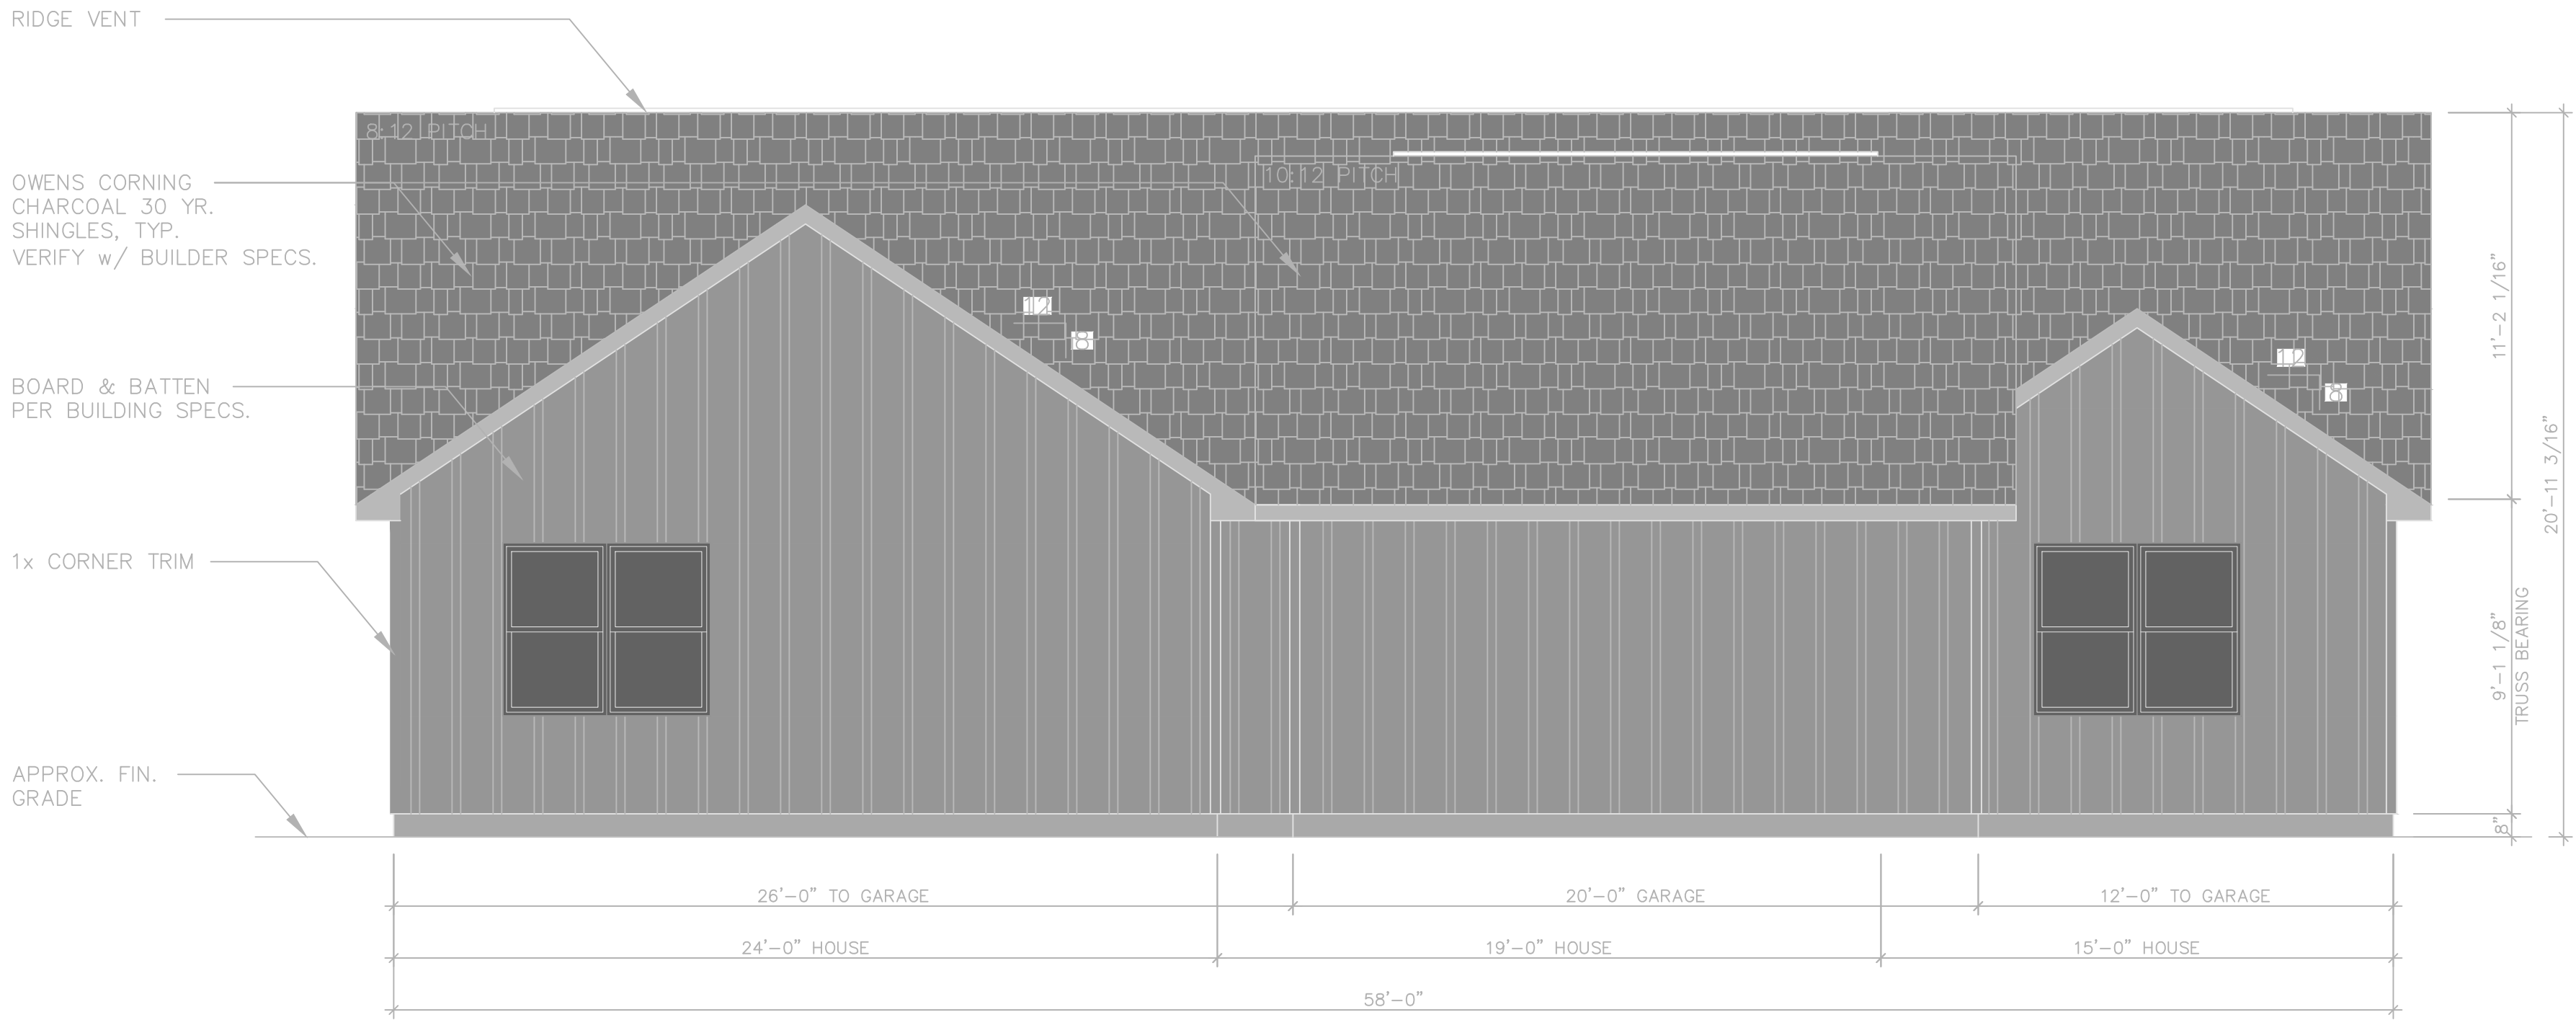 RIDGE VENT
8:12 PITCH
10:12 PITCH
OWENS CORNING
CHARCOAL 30 YR.
SHINGLES, TYP.
VERIFY w/ BUILDER SPECS.
12
8
12
8
BOARD & BATTEN
PER BUILDING SPECS.
1x CORNER TRIM
APPROX. FIN.
GRADE
11'-2 1/16"
20'-11 3/16"
9'-11 1/8"
TRUSS BEARING
8"
26'-0" TO GARAGE
20'-0" GARAGE
12'-0" TO GARAGE
24'-0" HOUSE
19'-0" HOUSE
15'-0" HOUSE
58'-0"